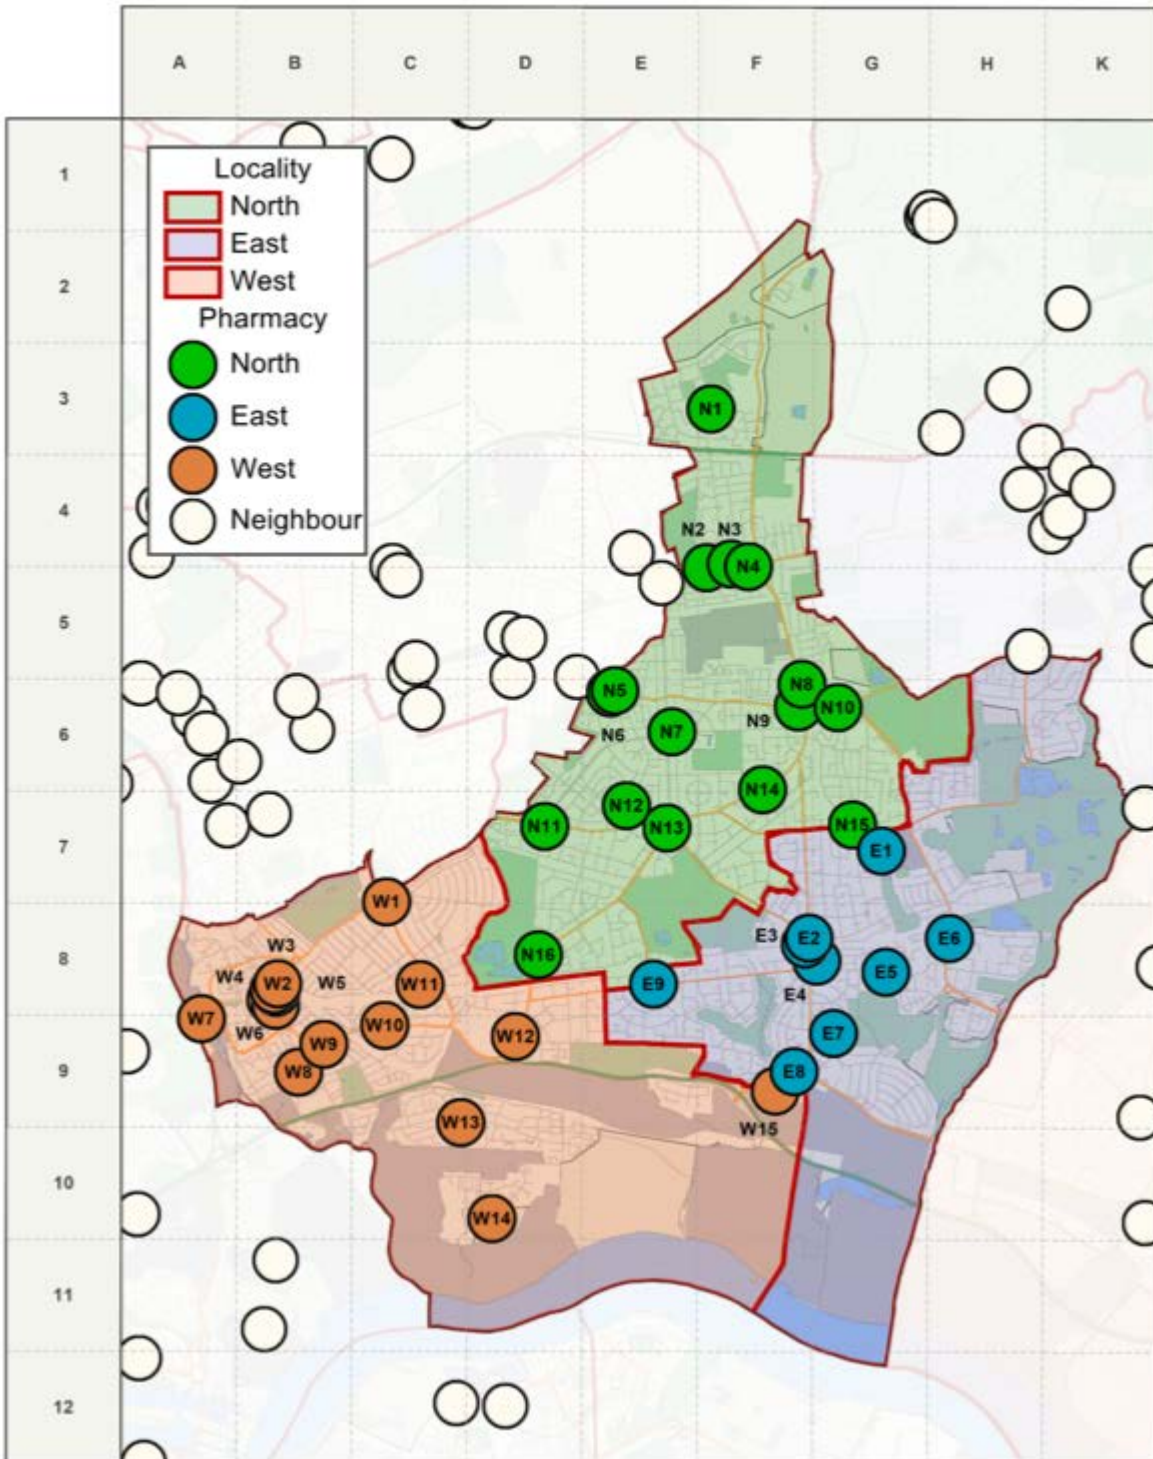 A B C D E F G H K
1
Locality
North
East
West
Pharmacy
North
East
West
Neighbour
2
3
N1
4
N2 N3
N4
5
N5
N8
N10
N9
6
N6
N7
N14
N12
N11
N13
N15
7
E1
W1
E3
E2
E6
W3
8
N16
W4
W2
W5
W11
E9
E5
E4
W7
W10
W6
W9
W12
E7
9
W8
E8
W13
W15
10
W14
11
12